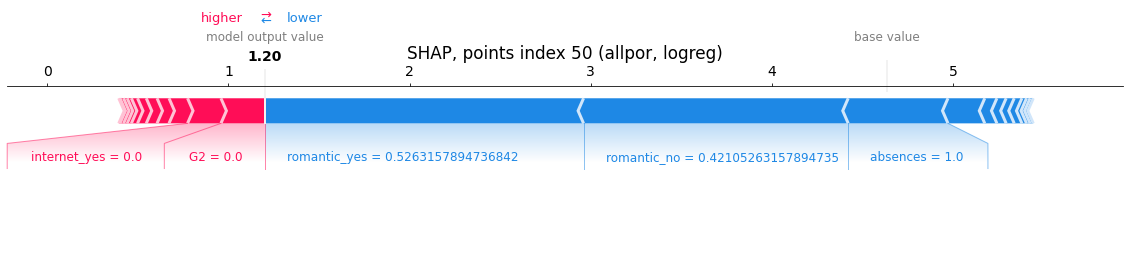 higher ⇄ lower
model output value
base value
1.20
SHAP, points index 50 (allpor, logreg)
0 1 2 3 4 5
internet_yes = 0.0
G2 = 0.0
romantic_yes = 0.5263157894736842
romantic_no = 0.42105263157894735
absences = 1.0